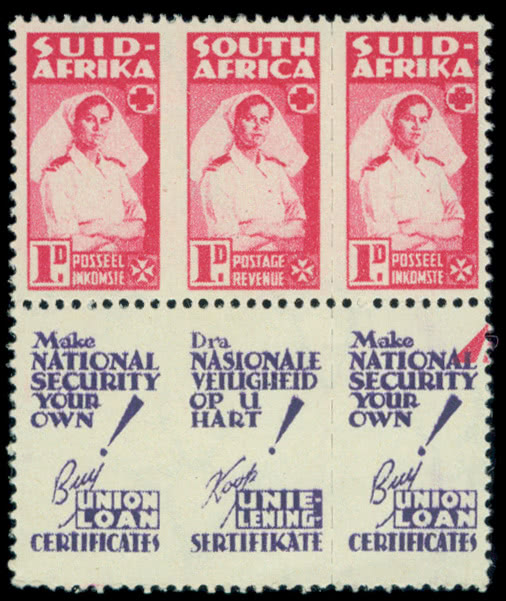 SUID-
AFRIKA
1D.
POSSEEL
INKOMSTE
SOUTH
AFRICA
1D.
POSTAGE
REVENUE
SUID-
AFRIKA
1D.
POSSEEL
INKOMSTE
Make
NATIONAL
SECURITY
YOUR
OWN!
Buy
UNION
LOAN
CERTIFICATES
Dra
NASIONALE
VEILIGHEID
OP U
HART!
Koop
UNIE-
LENING-
SERTIFIKATE
Make
NATIONAL
SECURITY
YOUR
OWN!
Buy
UNION
LOAN
CERTIFICATES